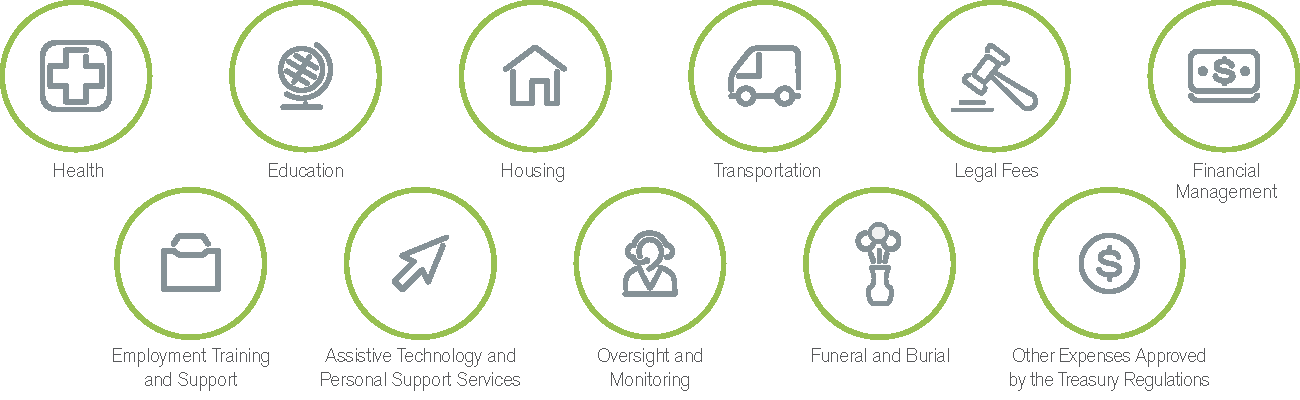 Health
Education
Housing
Transportation
Legal Fees
Financial
Management
Employment Training
and Support
Assistive Technology and
Personal Support Services
Oversight and
Monitoring
Funeral and Burial
Other Expenses Approved
by the Treasury Regulations